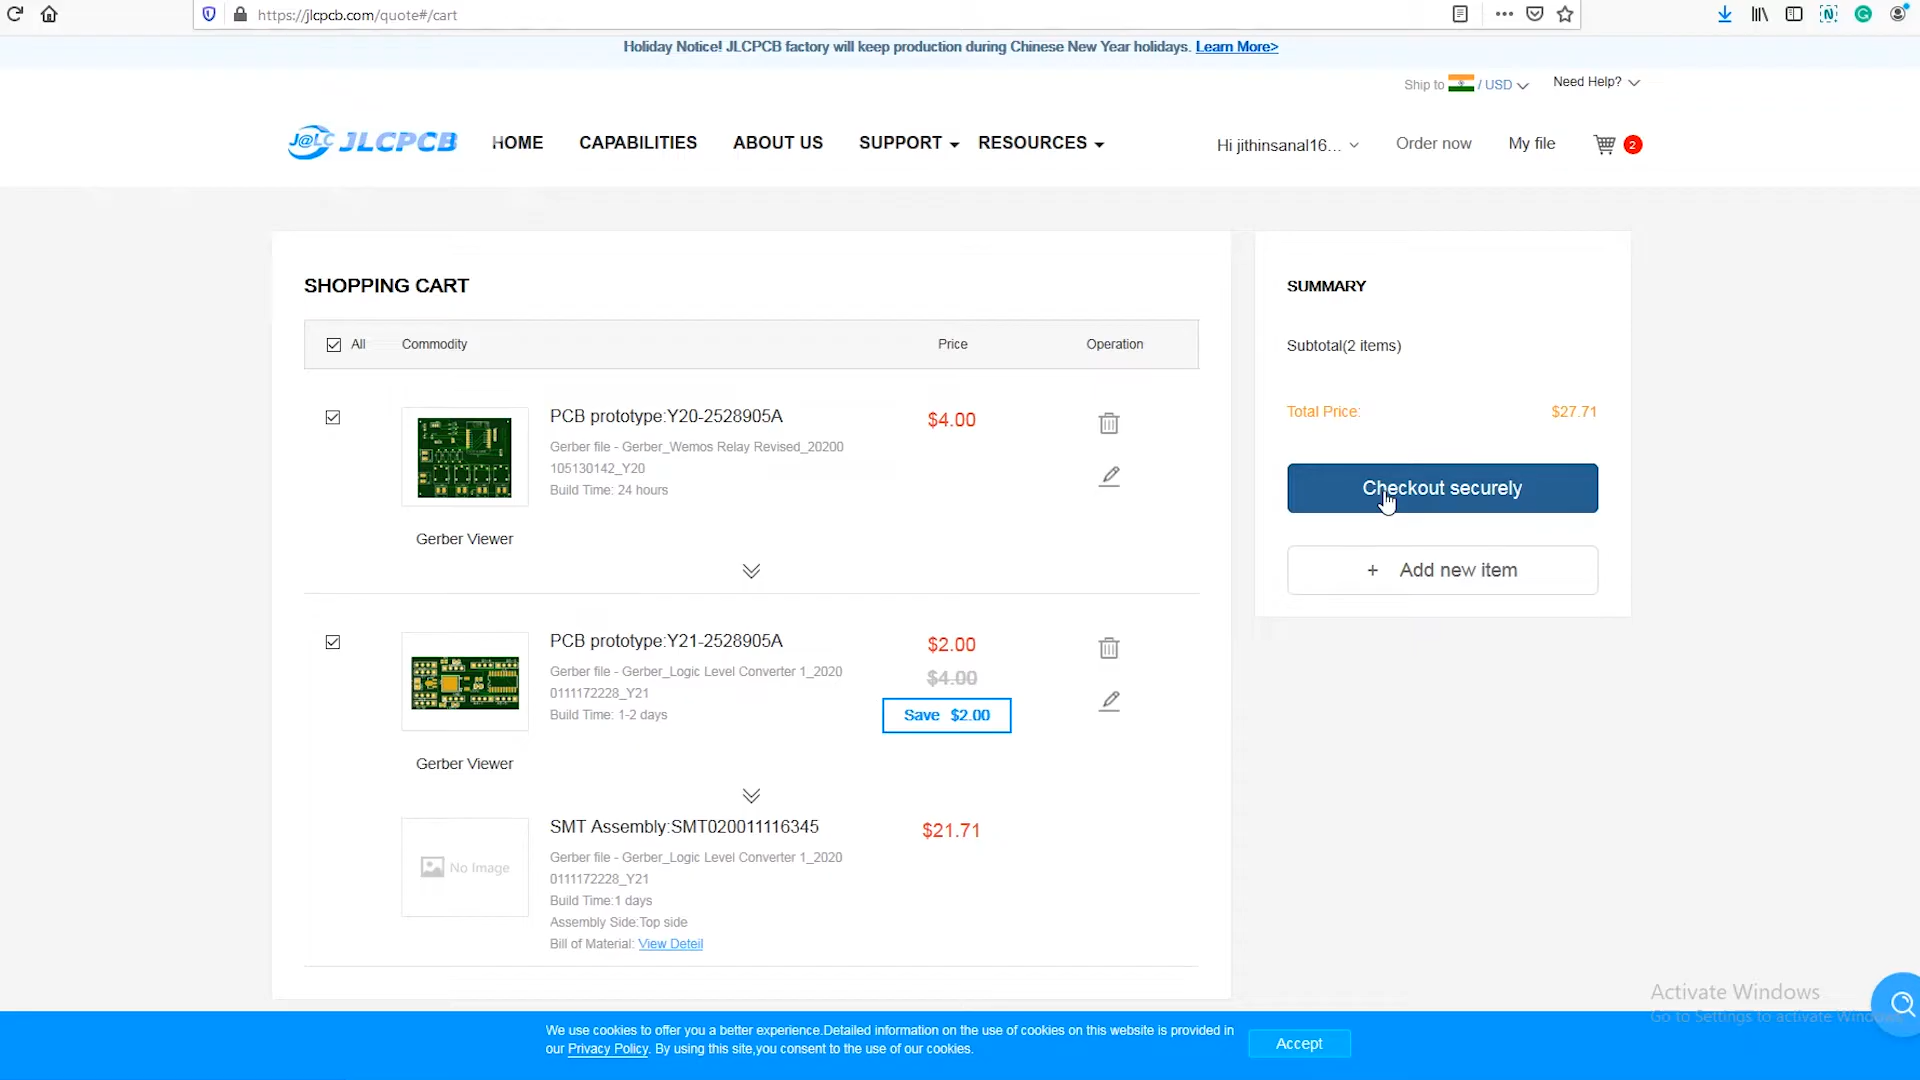 https://jlcpcb.com/quote#/cart
Holiday Notice! JLCPCB factory will keep production during Chinese New Year holidays. Learn More>
Ship to / USD Need Help?
J@LC JLCPCB HOME CAPABILITIES ABOUT US SUPPORT RESOURCES Hi jithinsanal16... Order now My file 2
SHOPPING CART
All Commodity Price Operation
PCB prototype:Y20-2528905A $4.00
Gerber file - Gerber_Wemos Relay Revised_20200
105130142_Y20
Build Time: 24 hours
Gerber Viewer
PCB prototype:Y21-2528905A $2.00
Gerber file - Gerber_Logic Level Converter 1_2020 $4.00
0111172228_Y21
Build Time: 1-2 days Save $2.00
Gerber Viewer
SMT Assembly:SMT020011116345 $21.71
No Image
Gerber file - Gerber_Logic Level Converter 1_2020
0111172228_Y21
Build Time:1 days
Assembly Side:Top side
Bill of Material: View Deteil
SUMMARY
Subtotal(2 items)
Total Price: $27.71
Checkout securely
+ Add new item
Activate Windows
Go to Settings to activate Windows
We use cookies to offer you a better experience.Detailed information on the use of cookies on this website is provided in
our Privacy Policy. By using this site,you consent to the use of our cookies.
Accept